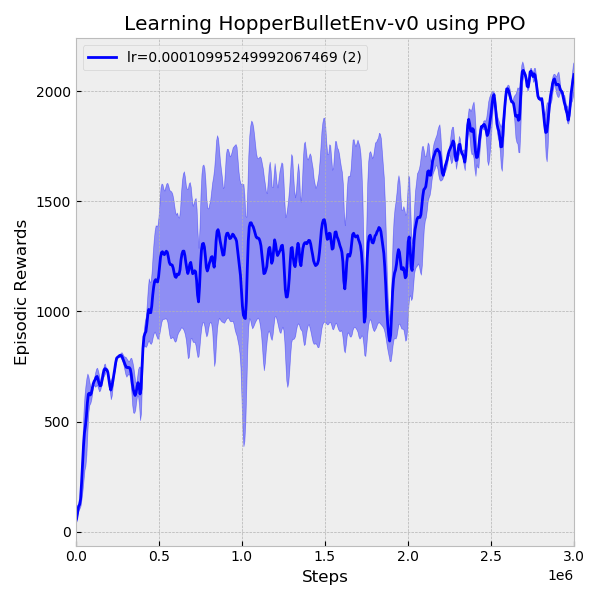 Learning HopperBulletEnv-v0 using PPO
lr=0.00010995249992067469 (2)
Episodic Rewards
2000
1500
1000
500
0
0.0 0.5 1.0 1.5 2.0 2.5 3.0
1e6
Steps